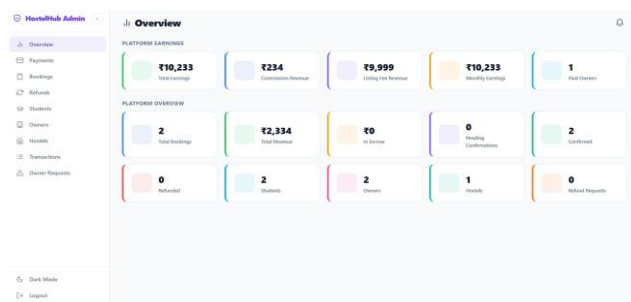 HostelHub Admin
Overview
Payments
Bookings
Refunds
Students
Owners
Hostels
Transactions
Owner Requests
Dark Mode
Logout
Overview
PLATFORM EARNINGS
₹10,233
Total Earnings
₹234
Commission Revenue
₹9,999
Listing Fee Revenue
₹10,233
Monthly Earnings
1
Paid Owners
PLATFORM OVERVIEW
2
Total Bookings
₹2,334
Total Revenue
₹0
In Escrow
0
Pending
Confirmations
2
Confirmed
0
Refunded
2
Students
2
Owners
1
Hostels
0
Refund Requests